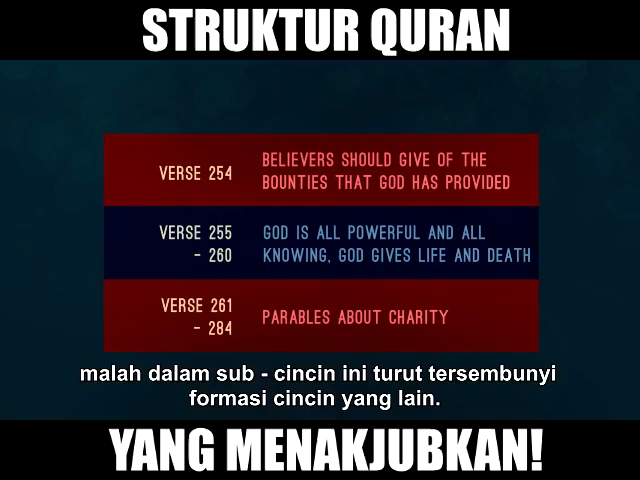 STRUKTUR QURAN
VERSE 254
BELIEVERS SHOULD GIVE OF THE
BOUNTIES THAT GOD HAS PROVIDED
VERSE 255
- 260
GOD IS ALL POWERFUL AND ALL
KNOWING, GOD GIVES LIFE AND DEATH
VERSE 261
- 284
PARABLES ABOUT CHARITY
malah dalam sub - cincin ini turut tersembunyi
formasi cincin yang lain.
YANG MENAKJUBKAN!